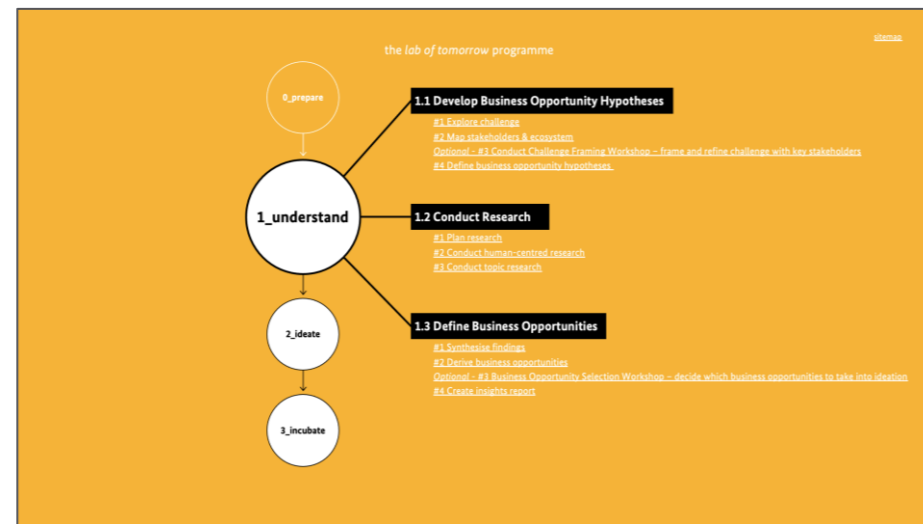 sitemap
the lab of tomorrow programme
0_prepare
1.1 Develop Business Opportunity Hypotheses
#1 Explore challenge
#2 Map stakeholders & ecosystem
Optional - #3 Conduct Challenge Framing Workshop – frame and refine challenge with key stakeholders
#4 Define business opportunity hypotheses
1_understand
1.2 Conduct Research
#1 Plan research
#2 Conduct human-centred research
#3 Conduct topic research
1.3 Define Business Opportunities
#1 Synthesise findings
#2 Derive business opportunities
Optional - #3 Business Opportunity Selection Workshop – decide which business opportunities to take into ideation
#4 Create insights report
2_ideate
3_incubate